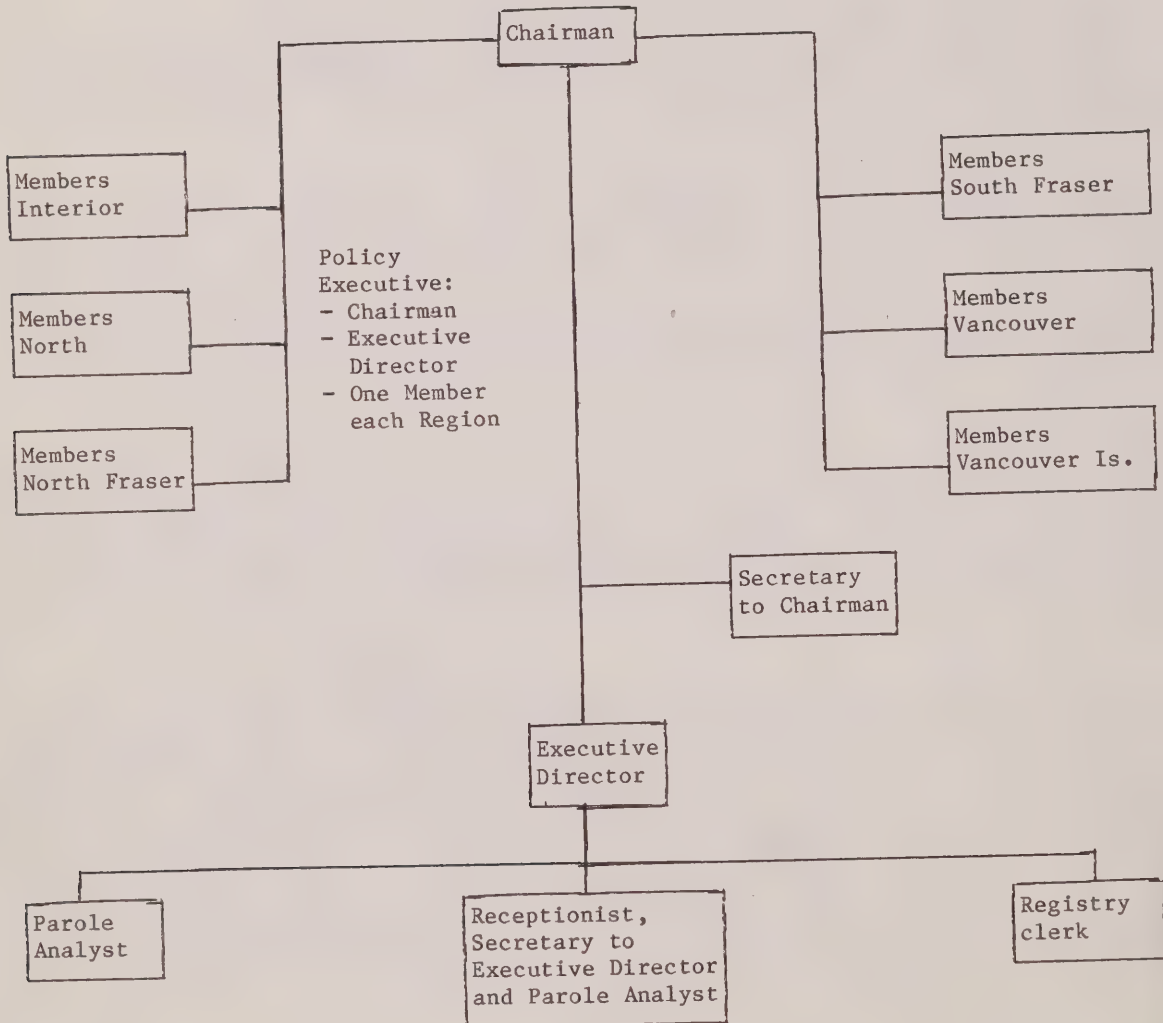 Chairman
Members
Interior
Members
North
Members
North Fraser
Policy
Executive:
- Chairman
- Executive
Director
- One Member
each Region
Members
South Fraser
Members
Vancouver
Members
Vancouver Is.
Secretary
to Chairman
Executive
Director
Parole
Analyst
Receptionist,
Secretary to
Executive Director
and Parole Analyst
Registry
clerk